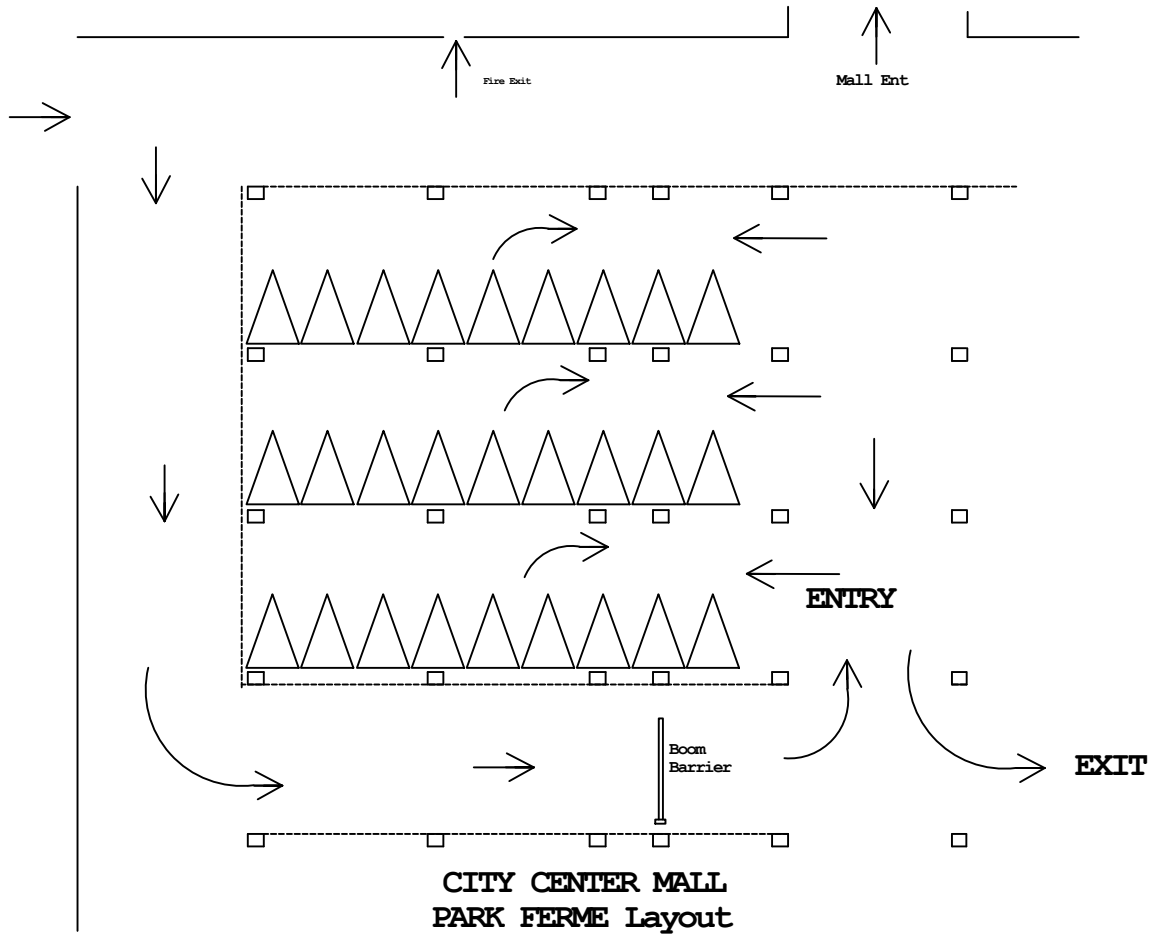 Fire Exit
Mall Ent
ENTRY
Boom
Barrier
EXIT
CITY CENTER MALL
PARK FERME Layout